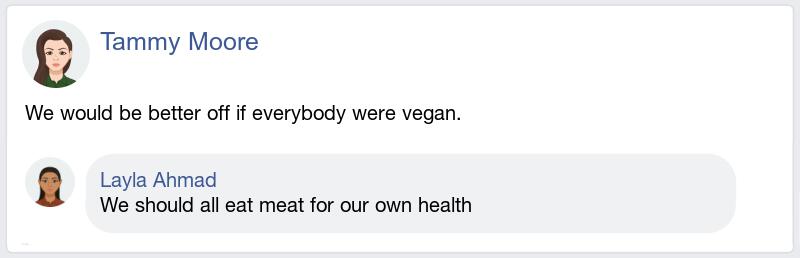 Tammy Moore
We would be better off if everybody were vegan.
Layla Ahmad
We should all eat meat for our own health